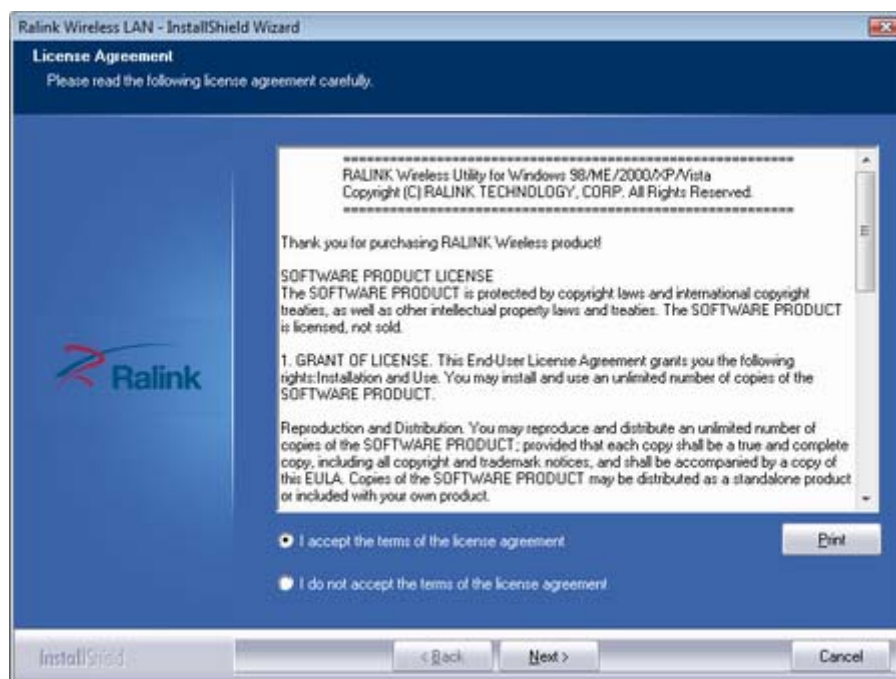 Ralink Wireless LAN - InstallShield Wizard
License Agreement
Please read the following license agreement carefully.
==========================================================
RALINK Wireless Utility for Windows 98/ME/2000/XP/Vista
Copyright (C) RALINK TECHNOLOGY, CORP. All Rights Reserved.
==========================================================
Thank you for purchasing RALINK Wireless product!
SOFTWARE PRODUCT LICENSE
The SOFTWARE PRODUCT is protected by copyright laws and international copyright
treaties, as well as other intellectual property laws and treaties. The SOFTWARE PRODUCT
is licensed, not sold.
1. GRANT OF LICENSE. This End-User License Agreement grants you the following
rights:Installation and Use. You may install and use an unlimited number of copies of the
SOFTWARE PRODUCT.
Reproduction and Distribution. You may reproduce and distribute an unlimited number of
copies of the SOFTWARE PRODUCT; provided that each copy shall be a true and complete
copy, including all copyright and trademark notices, and shall be accompanied by a copy of
this EULA. Copies of the SOFTWARE PRODUCT may be distributed as a standalone product
or included with your own product.
Ralink
I accept the terms of the license agreement
Print
I do not accept the terms of the license agreement
InstallShield
< Back
Next >
Cancel